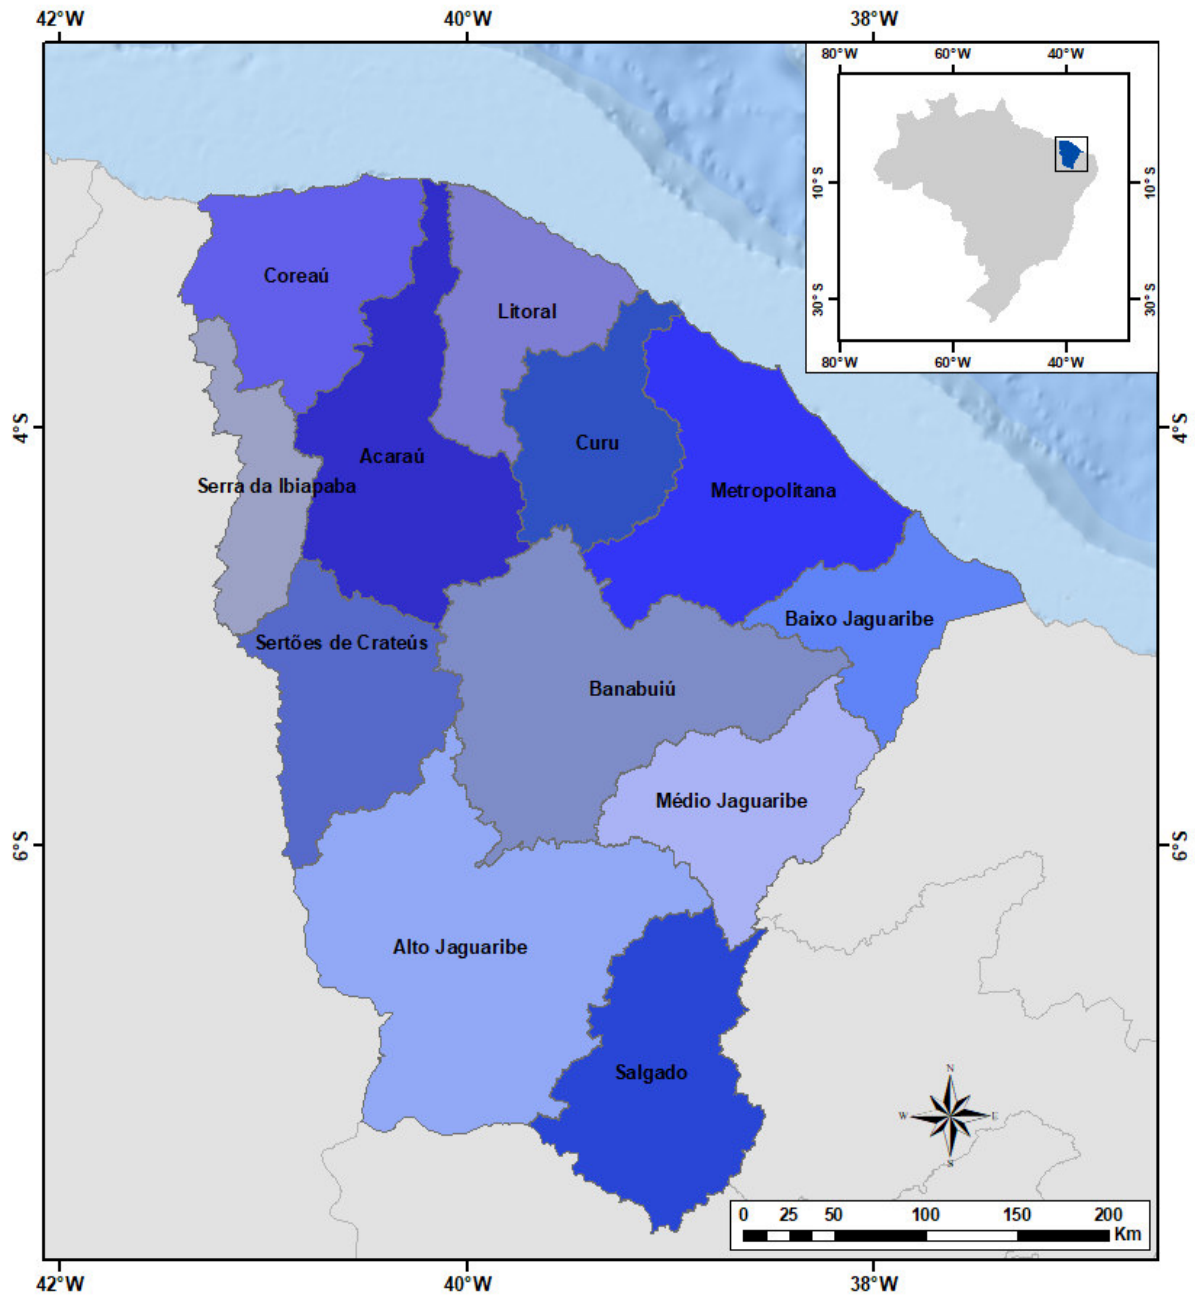 42°W 40°W 38°W
80°W 60°W 40°W
10°S 10°S
30°S 30°S
80°W 60°W 40°W
Coreaú
Litoral
4°S 4°S
Curu
Acaraú
Serra da Ibiapaba
Metropolitana
Baixo Jaguaribe
Sertões de Crateús
Banabuiú
Médio Jaguaribe
6°S 6°S
Alto Jaguaribe
Salgado
N
W E
S
0 25 50 100 150 200
Km
42°W 40°W 38°W